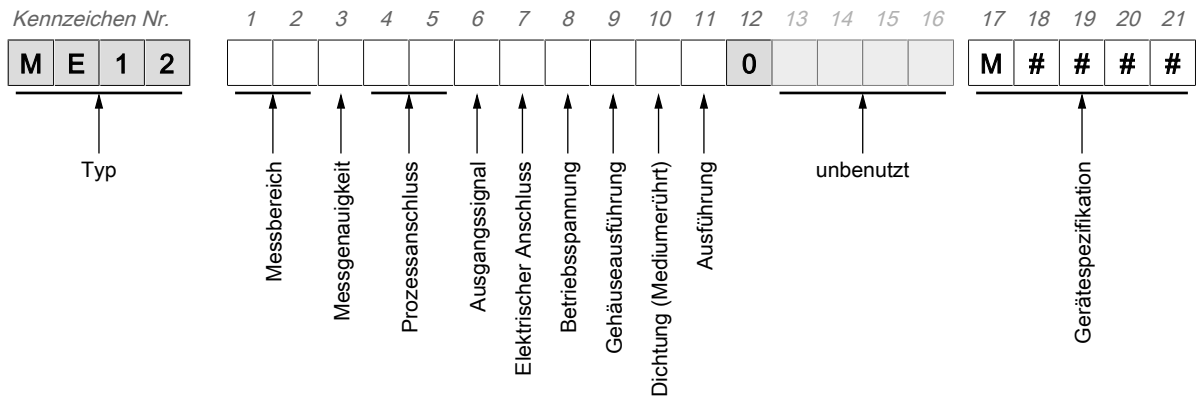 Kennzeichen Nr. 1 2 3 4 5 6 7 8 9 10 11 12 13 14 15 16 17 18 19 20 21
M E 1 2 0 M # # # #
Typ
Messbereich
Messgenauigkeit
Prozessanschluss
Ausgangssignal
Elektrischer Anschluss
Betriebsspannung
Gehäuseausführung
Dichtung (Mediumerührt)
Ausführung
unbenutzt
Gerätespezifikation